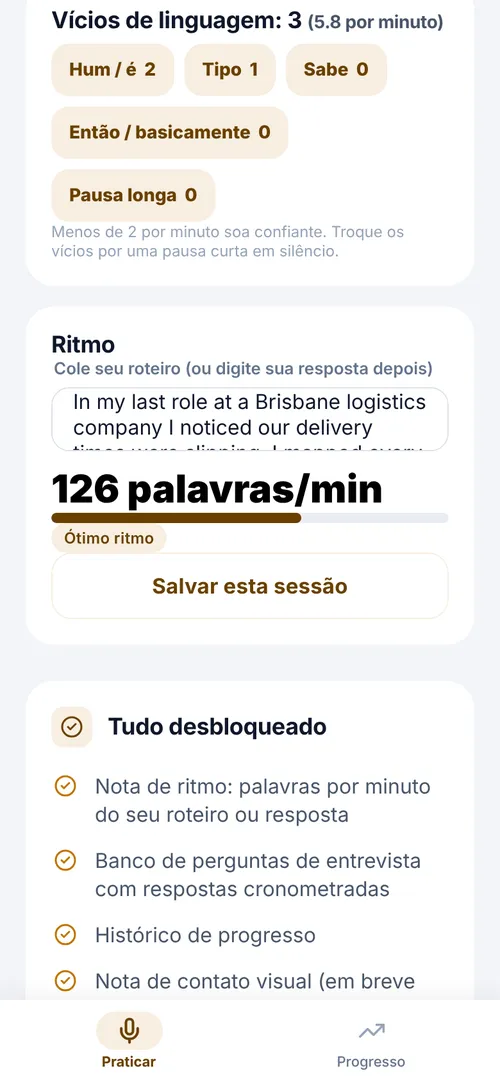 Vícios de linguagem: 3 (5.8 por minuto)
Hum / é 2
Tipo 1
Sabe 0
Então / basicamente 0
Pausa longa 0
Menos de 2 por minuto soa confiante. Troque os
vícios por uma pausa curta em silêncio.
Ritmo
Cole seu roteiro (ou digite sua resposta depois)
In my last role at a Brisbane logistics
company I noticed our delivery
times were slipping. I mapped every
126 palavras/min
Ótimo ritmo
Salvar esta sessão
Tudo desbloqueado
Nota de ritmo: palavras por minuto
do seu roteiro ou resposta
Banco de perguntas de entrevista
com respostas cronometradas
Histórico de progresso
Nota de contato visual (em breve
Praticar
Progresso